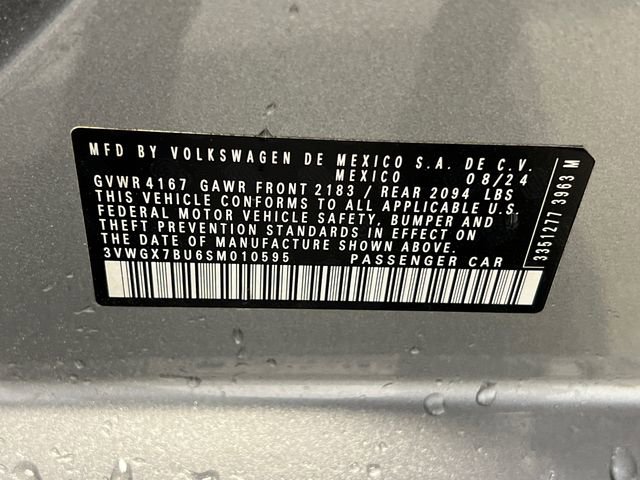 MFD BY VOLKSWAGEN DE MEXICO S.A. DE C.V.
MEXICO 08/24
GVWR 4167 GAWR FRONT 2183 / REAR 2094 LBS
THIS VEHICLE CONFORMS TO ALL APPLICABLE U.S.
FEDERAL MOTOR VEHICLE SAFETY, BUMPER AND
THEFT PREVENTION STANDARDS IN EFFECT ON
THE DATE OF MANUFACTURE SHOWN ABOVE.
3VWGX7BU6SM010595 PASSENGER CAR
3351277 3963 M